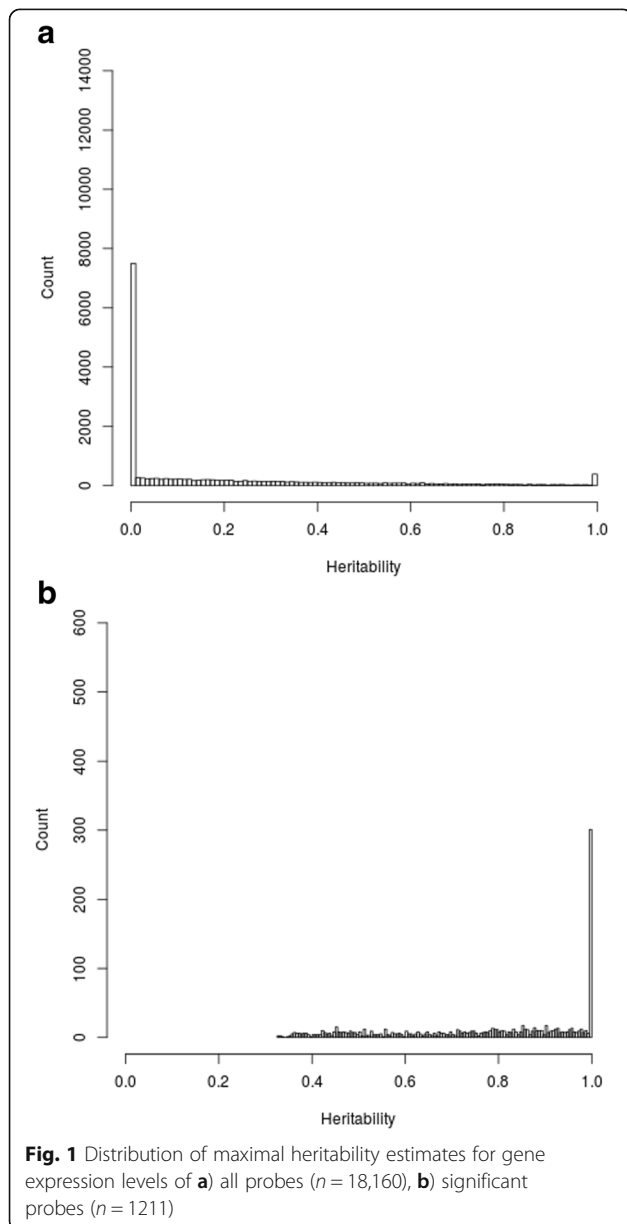 a
14000
12000
10000
8000
6000
4000
2000
0
Count
0.0 0.2 0.4 0.6 0.8 1.0
Heritability
b
600
500
400
300
200
100
0
Count
0.0 0.2 0.4 0.6 0.8 1.0
Heritability
Fig. 1 Distribution of maximal heritability estimates for gene
expression levels of a) all probes (n = 18,160), b) significant
probes (n = 1211)